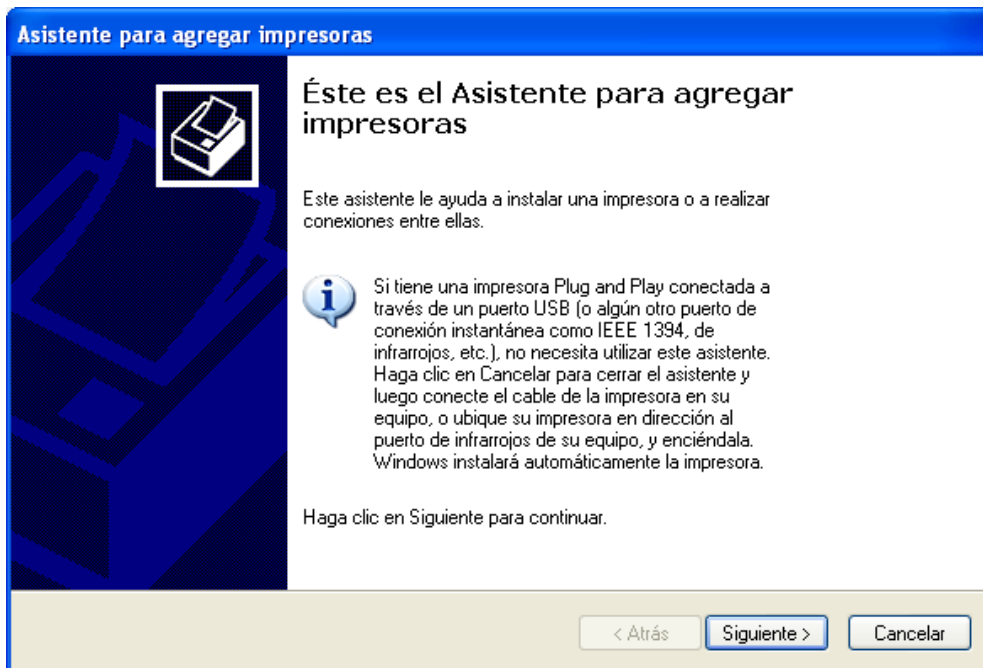 Asistente para agregar impresoras
Éste es el Asistente para agregar
impresoras
Este asistente le ayuda a instalar una impresora o a realizar
conexiones entre ellas.
Si tiene una impresora Plug and Play conectada a
través de un puerto USB (o algún otro puerto de
conexión instantánea como IEEE 1394, de
infrarrojos, etc.), no necesita utilizar este asistente.
Haga clic en Cancelar para cerrar el asistente y
luego conecte el cable de la impresora en su
equipo, o ubique su impresora en dirección al
puerto de infrarrojos de su equipo, y enciéndala.
Windows instalará automáticamente la impresora.
Haga clic en Siguiente para continuar.
< Atrás Siguiente > Cancelar